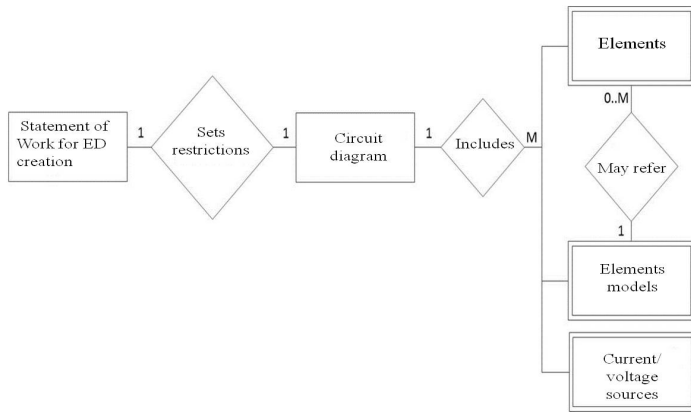 Statement of
Work for ED
creation
1
Sets
restrictions
1
Circuit
diagram
1
Includes
M
Elements
0..M
May refer
1
Elements
models
Current/
voltage
sources